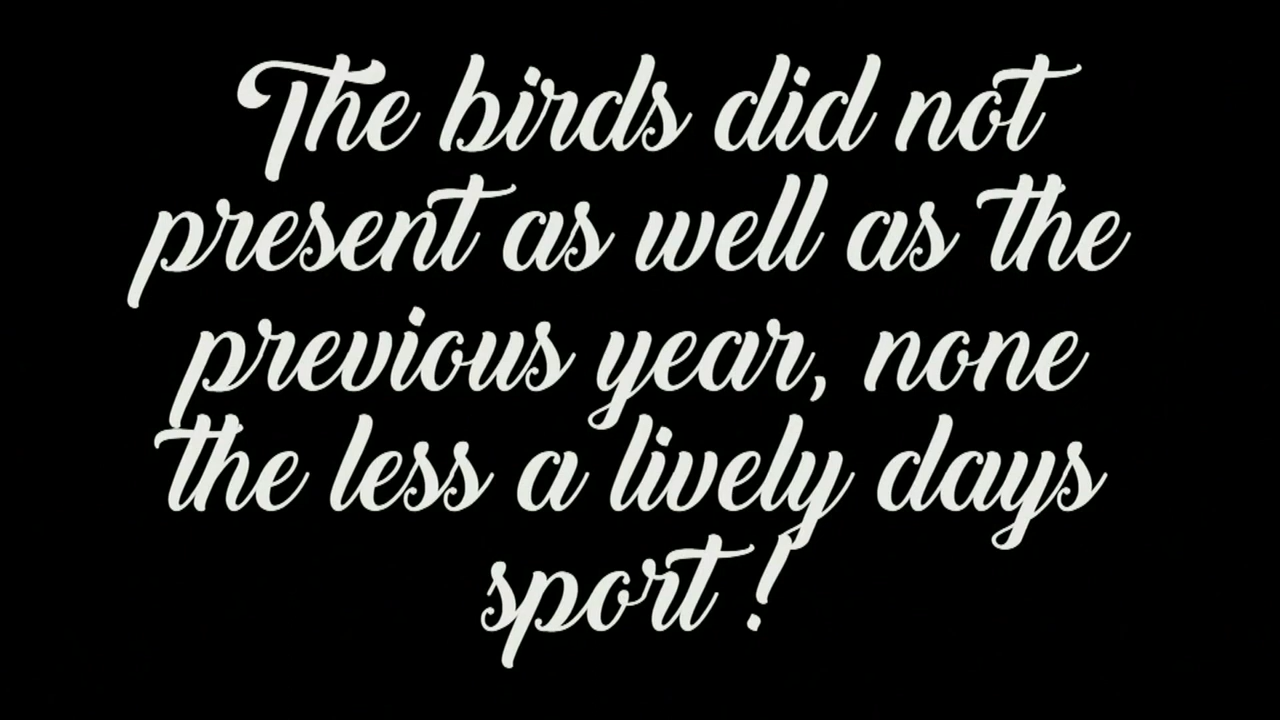 The birds did not
present as well as the
previous year, none
the less a lively days
sport !